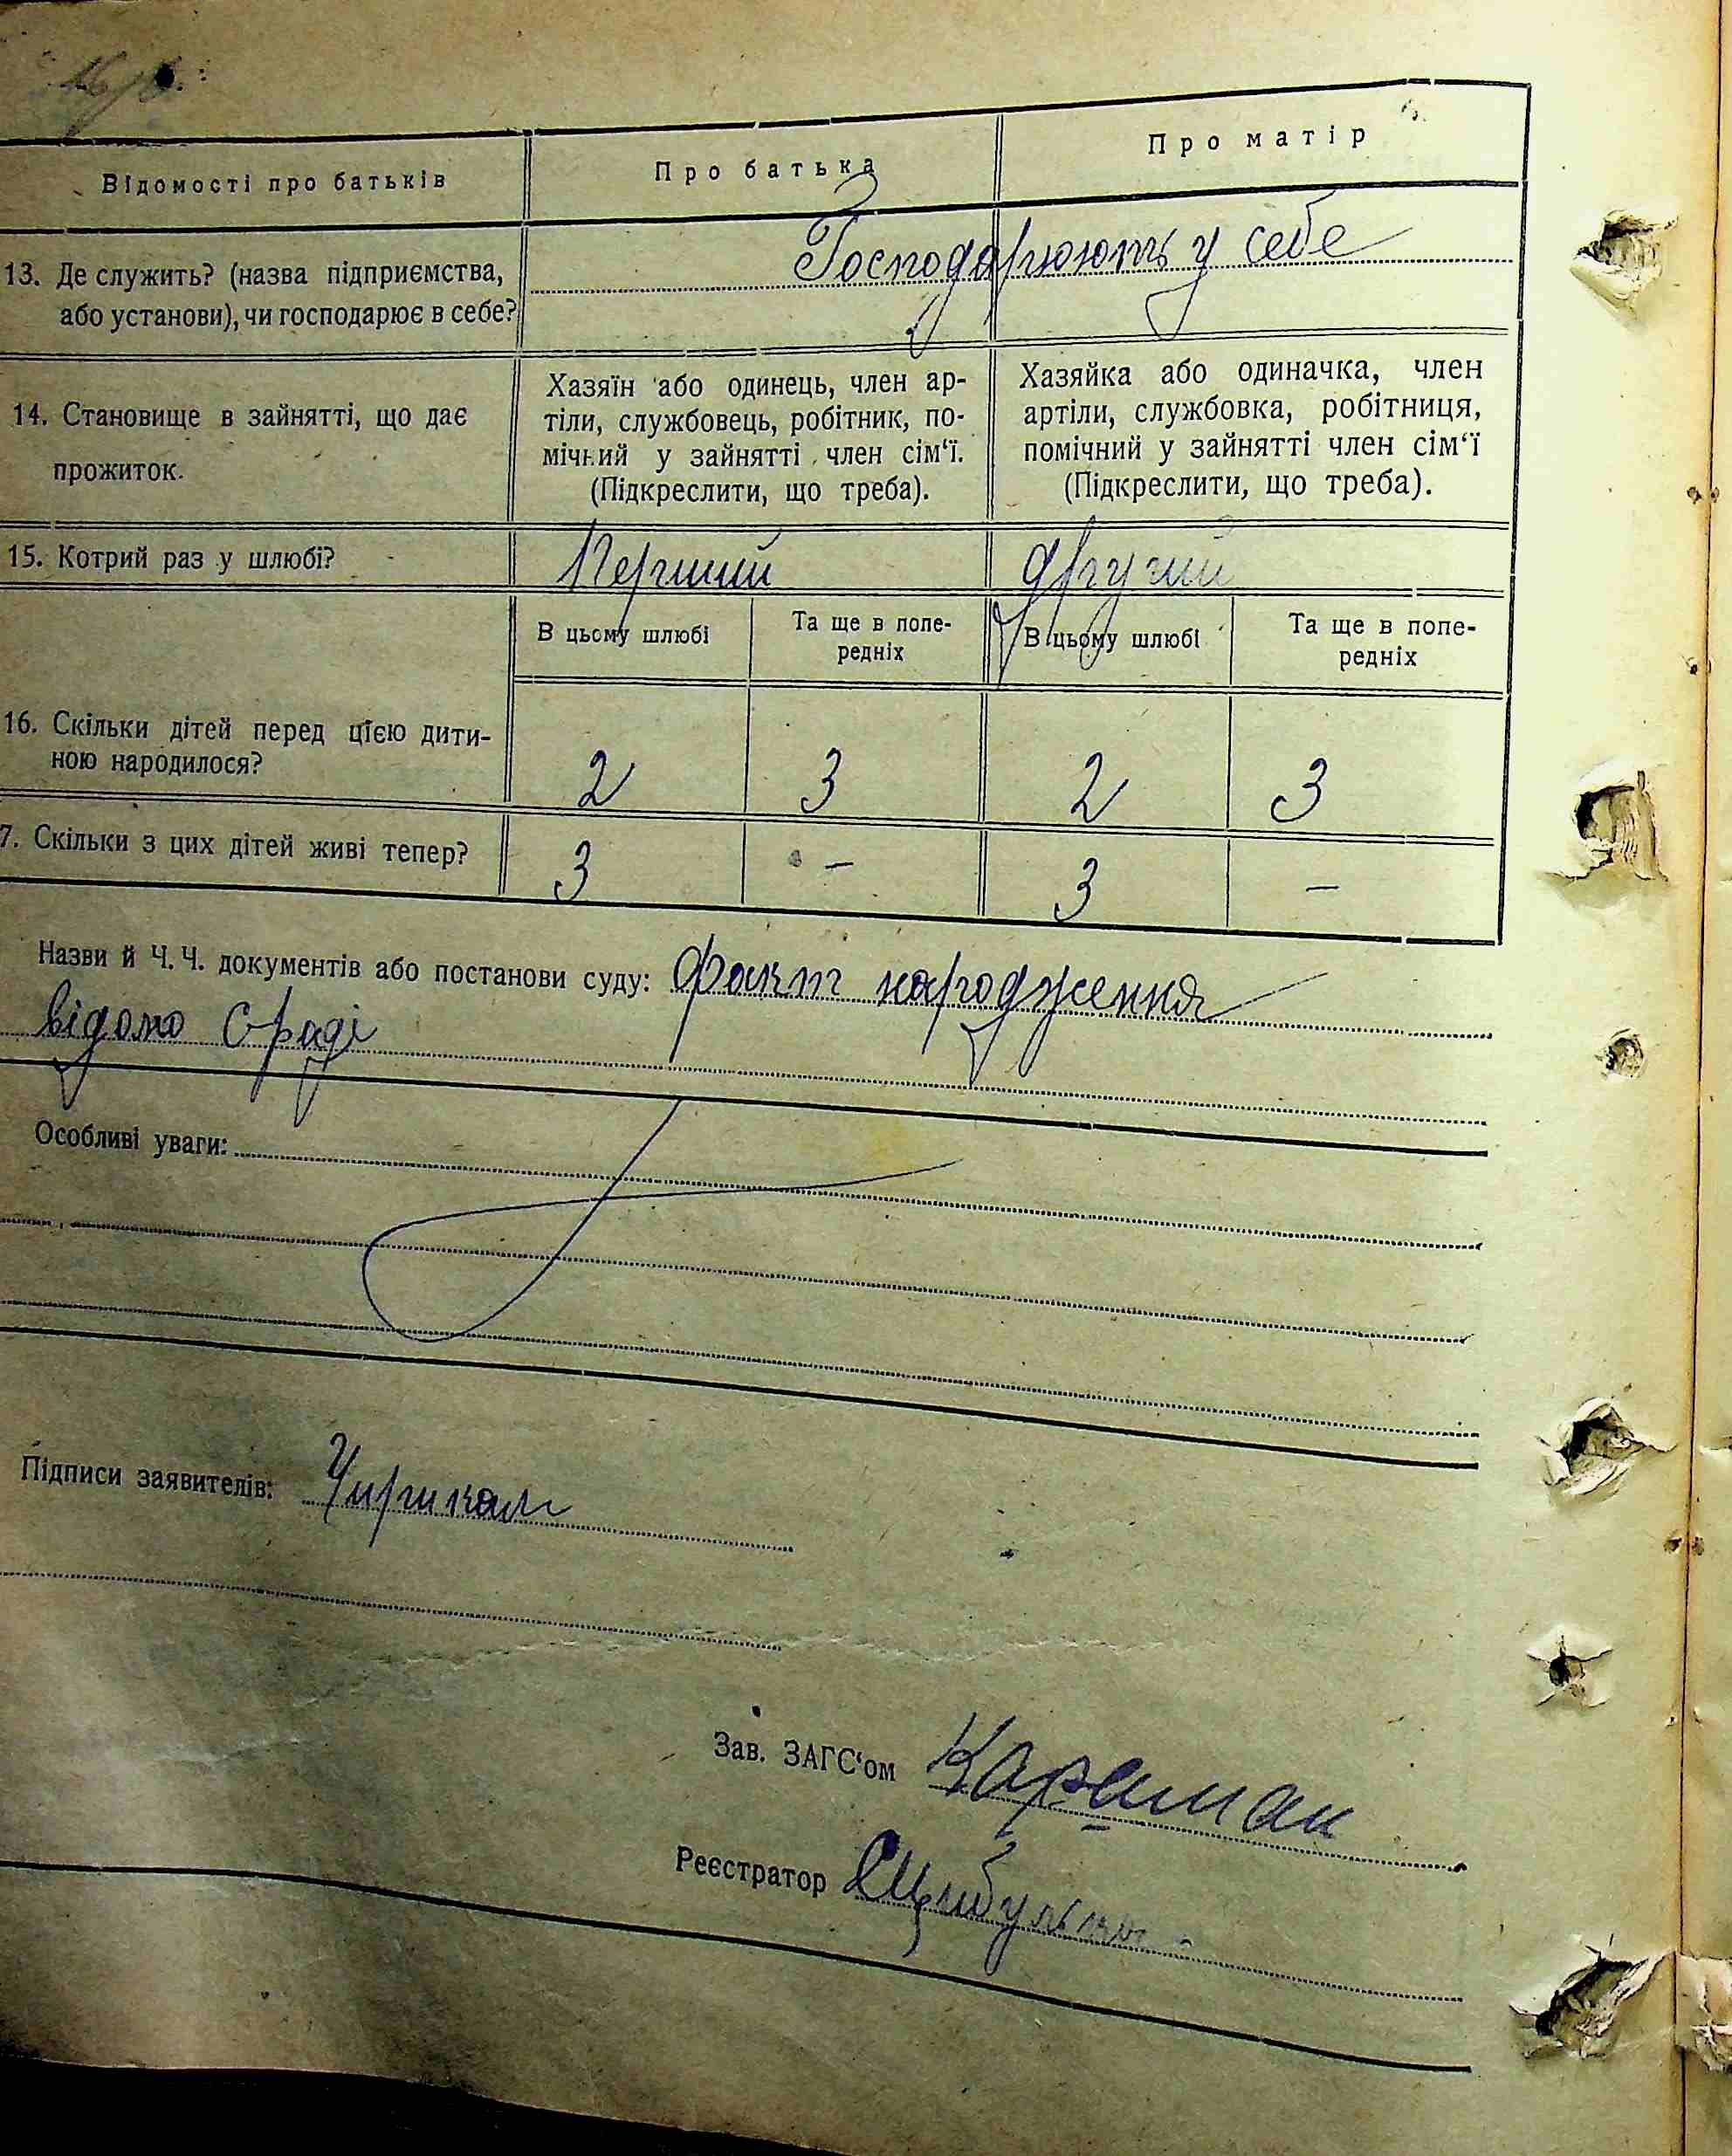 Відомості про батьків
Про батька
Про матір
13. Де служить? (назва підприємства,
або установи), чи господарює в себе?
Господарюють у себе
14. Становище в зайнятті, що дає
прожиток.
Хазяїн або одинець, член ар-
тіли, службовець, робітник, по-
мічний у зайнятті член сім‘ї.
(Підкреслити, що треба).
Хазяйка або одиначка, член
артіли, службовка, робітниця,
помічний у зайнятті член сім‘ї
(Підкреслити, що треба).
15. Котрий раз у шлюбі?
Перший
другий
В цьому шлюбі
Та ще в попе-
редніх
В цьому шлюбі
Та ще в попе-
редніх
16. Скільки дітей перед цією дити-
ною народилося?
2 3 2 3
7. Скільки з цих дітей живі тепер?
3 – 3 –
Назви й Ч.Ч. документів або постанови суду: факт народження
відомо с/раді
Особливі уваги:
Підписи заявителів:
Зав. ЗАГС‘ом Караман
Реєстратор